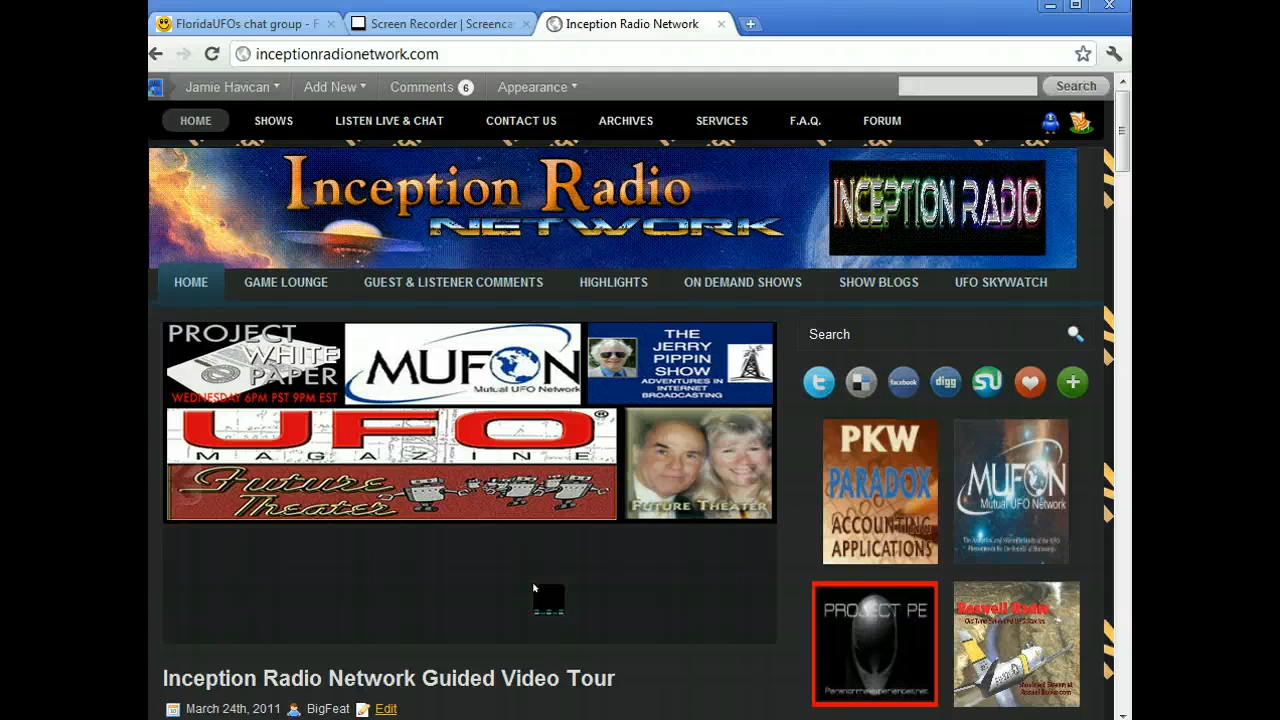 FloridaUFOs chat group - F
Screen Recorder | Screenca
Inception Radio Network
inceptionradionetwork.com
Jamie Havican
Add New
Comments 6
Appearance
Search
HOME
SHOWS
LISTEN LIVE & CHAT
CONTACT US
ARCHIVES
SERVICES
F.A.Q.
FORUM
Inception Radio
NETWORK
INCEPTION RADIO
HOME
GAME LOUNGE
GUEST & LISTENER COMMENTS
HIGHLIGHTS
ON DEMAND SHOWS
SHOW BLOGS
UFO SKYWATCH
PROJECT
WHITE
PAPER
WEDNESDAY 6PM PST 9PM EST
MUFON
Mutual UFO Network
THE
JERRY
PIPPIN
SHOW
ADVENTURES IN
INTERNET
BROADCASTING
Search
facebook
digg
UFO®
MAGAZINE
Future
Theater
FUTURE THEATER
PKW
PARADOX
ACCOUNTING
APPLICATIONS
MUFON
Mutual UFO Network
PROJECT PE
Paranormalexperiences.net
Roswell Radio
Inception Radio Network Guided Video Tour
March 24th, 2011 BigFeat Edit